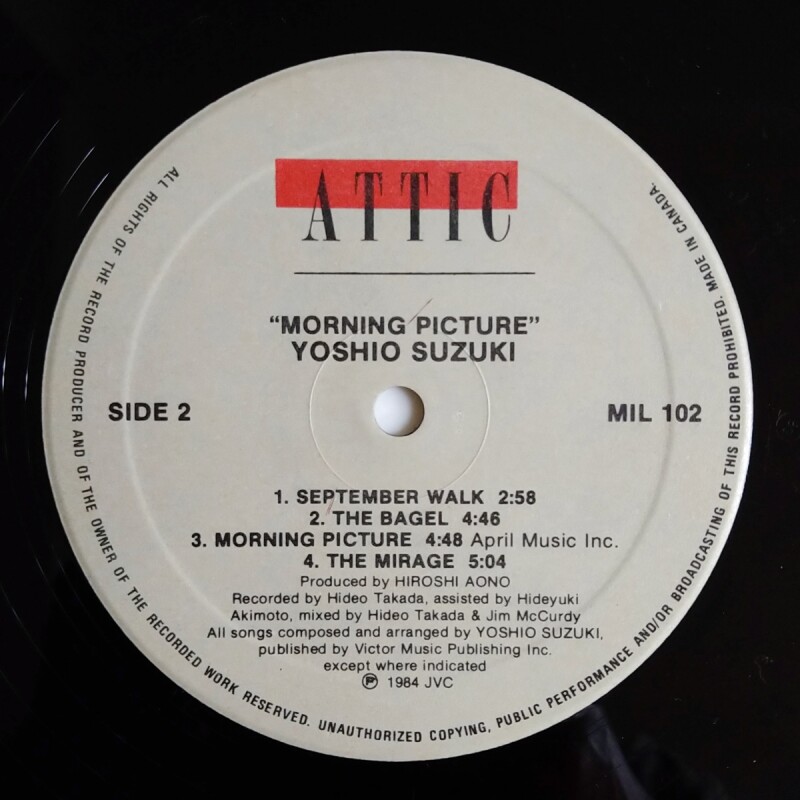 ATTIC
"MORNING PICTURE"
YOSHIO SUZUKI
SIDE 2
MIL 102
1. SEPTEMBER WALK 2:58
2. THE BAGEL 4:46
3. MORNING PICTURE 4:48 April Music Inc.
4. THE MIRAGE 5:04
Produced by HIROSHI AONO
Recorded by Hideo Takada, assisted by Hideyuki
Akimoto, mixed by Hideo Takada & Jim McCurdy
All songs composed and arranged by YOSHIO SUZUKI,
published by Victor Music Publishing Inc.
except where indicated
℗ 1984 JVC
ALL RIGHTS OF THE RECORD PRODUCER AND OF THE OWNER OF THE RECORDED WORK RESERVED. UNAUTHORIZED COPYING, PUBLIC PERFORMANCE AND/OR BROADCASTING OF THIS RECORD PROHIBITED. MADE IN CANADA.